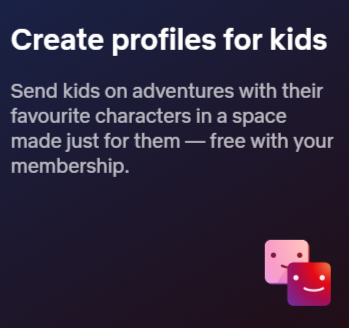 Create profiles for kids
Send kids on adventures with their
favourite characters in a space
made just for them — free with your
membership.